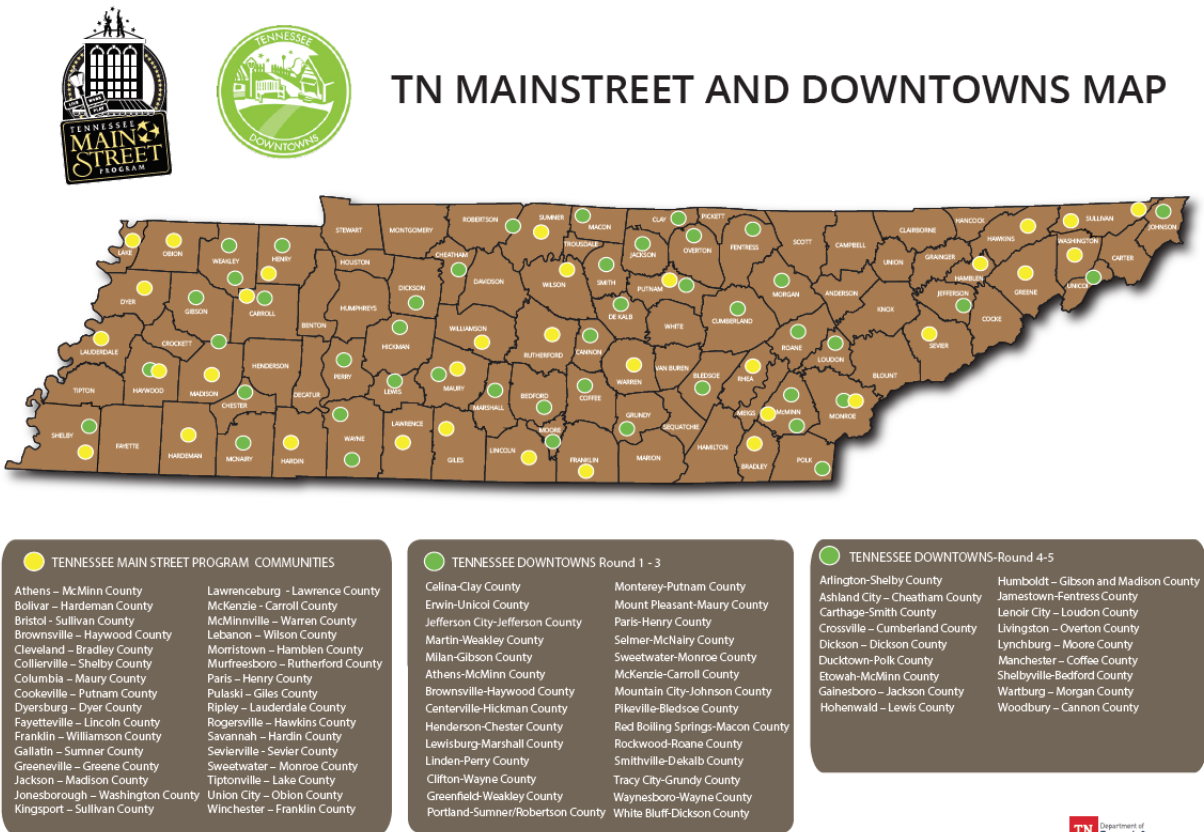 TENNESSEE
MAIN
STREET
PROGRAM
TENNESSEE
DOWNTOWNS
TN MAINSTREET AND DOWNTOWNS MAP
LAKE
OBION
WEAKLEY
HENRY
STEWART
MONTGOMERY
ROBERTSON
SUMNER
MACON
TROUSDALE
CLAY
PICKETT
JACKSON
OVERTON
FENTRESS
SCOTT
CAMPBELL
CLAIBORNE
HANCOCK
HAWKINS
SULLIVAN
JOHNSON
WASHINGTON
CARTER
UNION
GRAINGER
HAMBLEN
GREENE
UNICOI
DYER
GIBSON
CARROLL
BENTON
HOUSTON
HUMPHREYS
DICKSON
CHEATHAM
DAVIDSON
WILSON
SMITH
PUTNAM
DE KALB
WHITE
CUMBERLAND
MORGAN
ANDERSON
KNOX
JEFFERSON
COCKE
SEVIER
LAUDERDALE
CROCKETT
HAYWOOD
MADISON
HENDERSON
CHESTER
DECATUR
PERRY
HICKMAN
LEWIS
WILLIAMSON
MAURY
RUTHERFORD
CANNON
WARREN
VAN BUREN
BLEDSOE
RHEA
ROANE
LOUDON
BLOUNT
TIPTON
SHELBY
FAYETTE
HARDEMAN
MCNAIRY
HARDIN
WAYNE
LAWRENCE
GILES
MARSHALL
BEDFORD
MOORE
LINCOLN
COFFEE
FRANKLIN
GRUNDY
MARION
SEQUATCHIE
HAMILTON
MEIGS
MCMINN
MONROE
BRADLEY
POLK
TENNESSEE MAIN STREET PROGRAM COMMUNITIES
Athens – McMinn County
Bolivar – Hardeman County
Bristol - Sullivan County
Brownsville – Haywood County
Cleveland – Bradley County
Collierville – Shelby County
Columbia – Maury County
Cookeville – Putnam County
Dyersburg – Dyer County
Fayetteville – Lincoln County
Franklin – Williamson County
Gallatin – Sumner County
Greeneville – Greene County
Jackson – Madison County
Jonesborough – Washington County
Kingsport – Sullivan County
Lawrenceburg - Lawrence County
McKenzie - Carroll County
McMinnville – Warren County
Lebanon – Wilson County
Morristown – Hamblen County
Murfreesboro – Rutherford County
Paris – Henry County
Pulaski – Giles County
Ripley – Lauderdale County
Rogersville – Hawkins County
Savannah – Hardin County
Sevierville - Sevier County
Sweetwater – Monroe County
Tiptonville – Lake County
Union City – Obion County
Winchester – Franklin County
TENNESSEE DOWNTOWNS Round 1 - 3
Celina-Clay County
Erwin-Unicoi County
Jefferson City-Jefferson County
Martin-Weakley County
Milan-Gibson County
Athens-McMinn County
Brownsville-Haywood County
Centerville-Hickman County
Henderson-Chester County
Lewisburg-Marshall County
Linden-Perry County
Clifton-Wayne County
Greenfield-Weakley County
Portland-Sumner/Robertson County
Monterey-Putnam County
Mount Pleasant-Maury County
Paris-Henry County
Selmer-McNairy County
Sweetwater-Monroe County
McKenzie-Carroll County
Mountain City-Johnson County
Pikeville-Bledsoe County
Red Boiling Springs-Macon County
Rockwood-Roane County
Smithville-Dekalb County
Tracy City-Grundy County
Waynesboro-Wayne County
White Bluff-Dickson County
TENNESSEE DOWNTOWNS-Round 4-5
Arlington-Shelby County
Ashland City – Cheatham County
Carthage-Smith County
Crossville – Cumberland County
Dickson – Dickson County
Ducktown-Polk County
Etowah-McMinn County
Gainesboro – Jackson County
Hohenwald – Lewis County
Humboldt – Gibson and Madison County
Jamestown-Fentress County
Lenoir City – Loudon County
Livingston – Overton County
Lynchburg – Moore County
Manchester – Coffee County
Shelbyville-Bedford County
Wartburg – Morgan County
Woodbury – Cannon County
TN
Department of